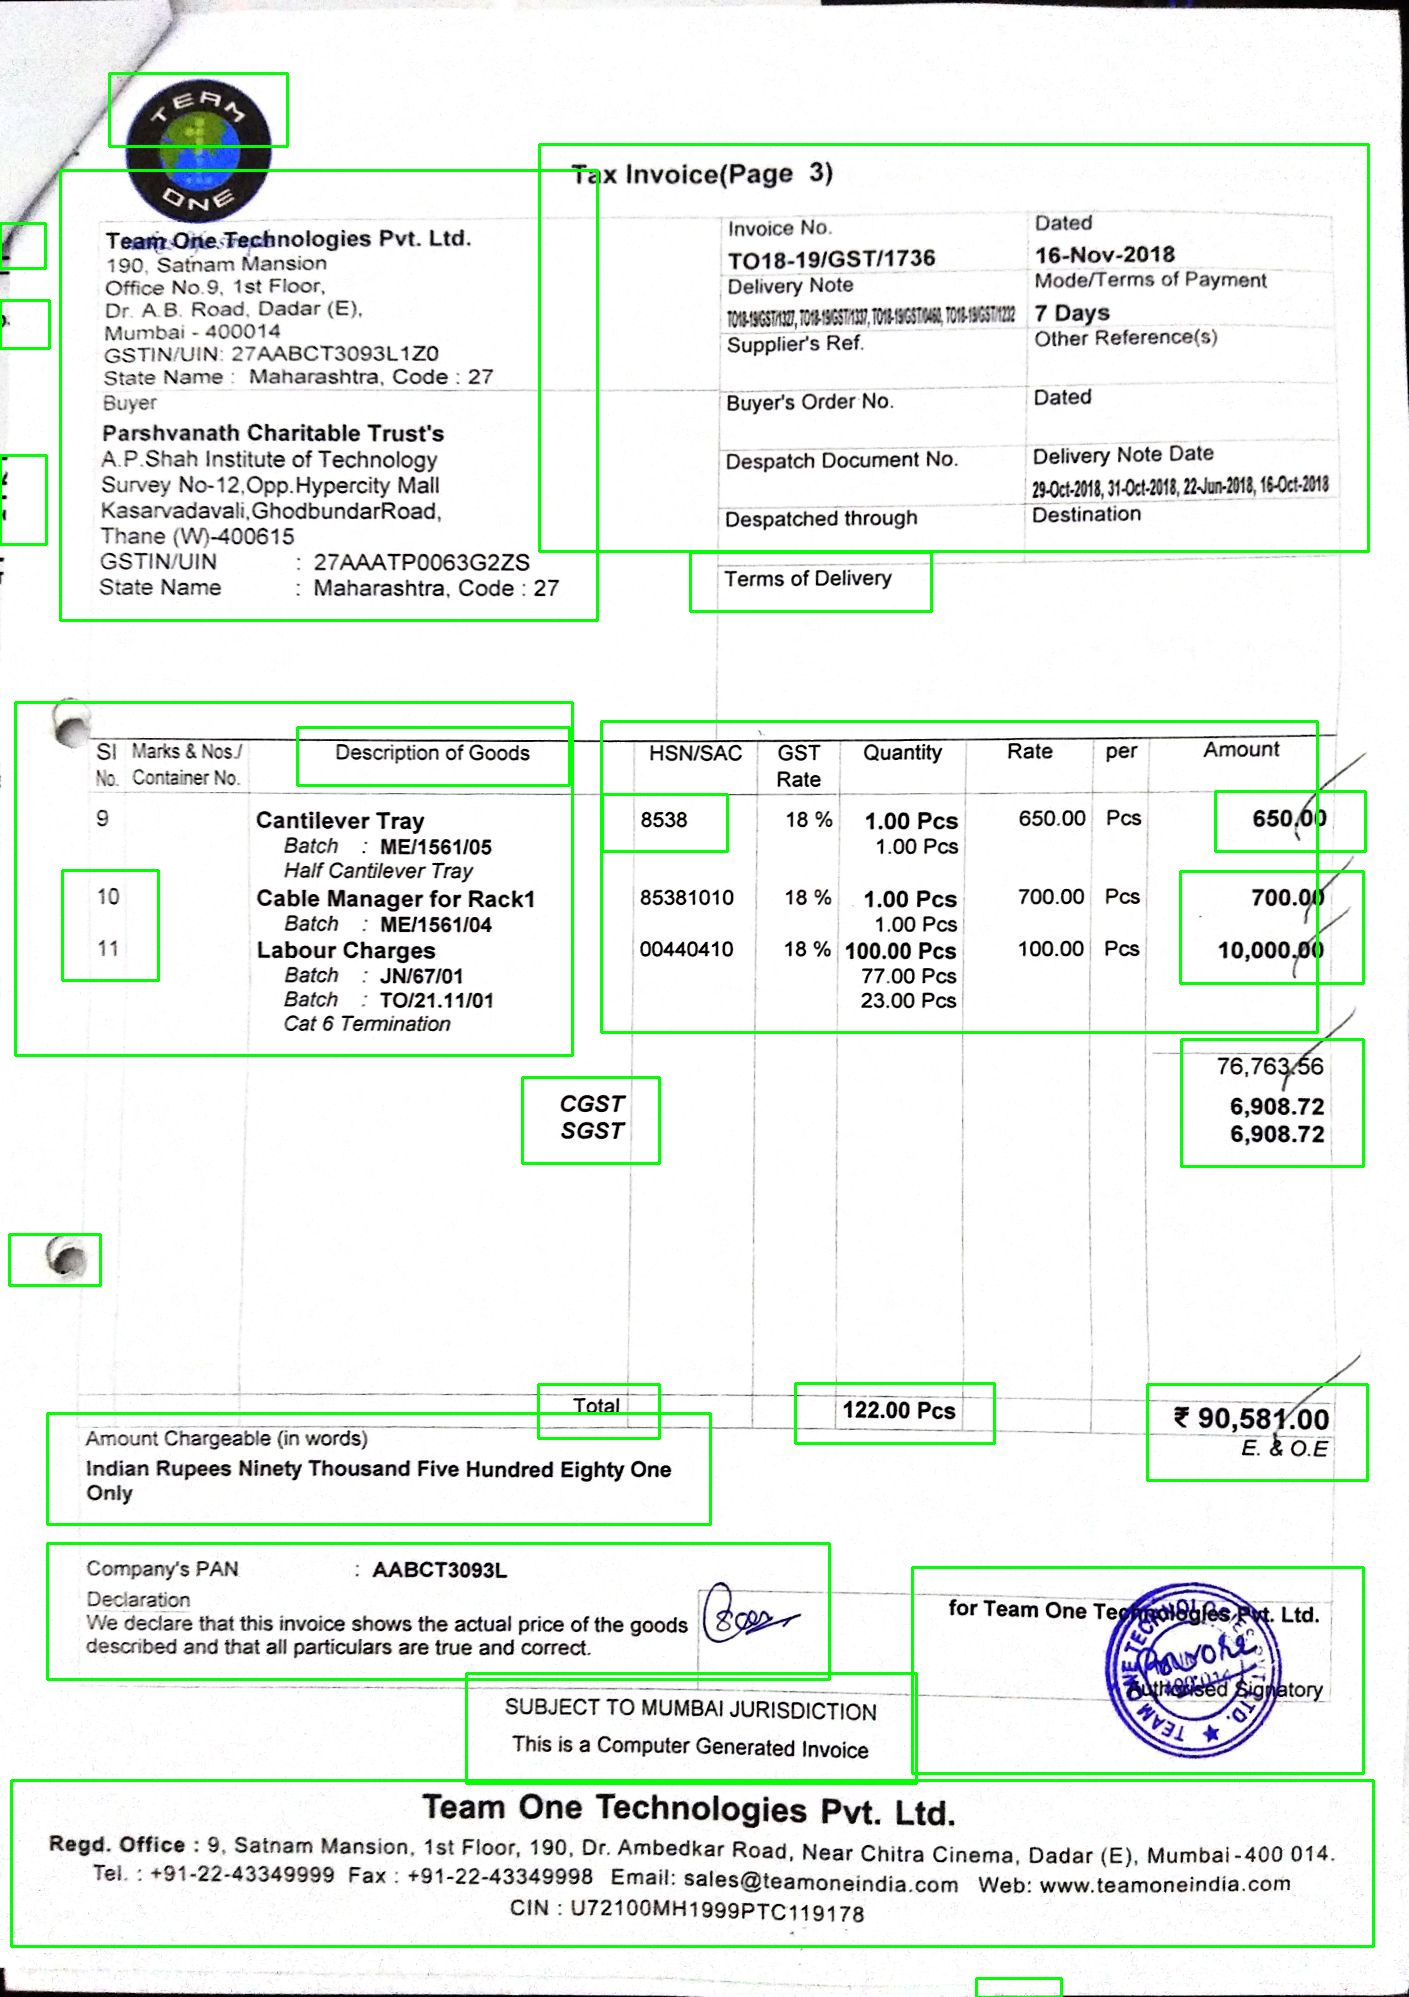 TEAM
ONE
Tax Invoice(Page 3)
Team One Technologies Pvt. Ltd.
190, Satnam Mansion
Office No.9, 1st Floor,
Dr. A.B. Road, Dadar (E),
Mumbai - 400014
GSTIN/UIN: 27AABCT3093L1Z0
State Name : Maharashtra, Code : 27
Buyer
Parshvanath Charitable Trust's
A.P.Shah Institute of Technology
Survey No-12,Opp.Hypercity Mall
Kasarvadavali,GhodbundarRoad,
Thane (W)-400615
GSTIN/UIN : 27AAATP0063G2ZS
State Name : Maharashtra, Code : 27
Invoice No. Dated
TO18-19/GST/1736 16-Nov-2018
Delivery Note Mode/Terms of Payment
TO18-19/GST/1327, TO18-19/GST/1337, TO18-19/GST/0460, TO18-19/GST/1232 7 Days
Supplier's Ref. Other Reference(s)
Buyer's Order No. Dated
Despatch Document No. Delivery Note Date
29-Oct-2018, 31-Oct-2018, 22-Jun-2018, 16-Oct-2018
Despatched through Destination
Terms of Delivery
Sl Marks & Nos./ Description of Goods HSN/SAC GST Quantity Rate per Amount
No. Container No. Rate
9 Cantilever Tray 8538 18 % 1.00 Pcs 650.00 Pcs 650.00
Batch : ME/1561/05 1.00 Pcs
Half Cantilever Tray
10 Cable Manager for Rack1 85381010 18 % 1.00 Pcs 700.00 Pcs 700.00
Batch : ME/1561/04 1.00 Pcs
11 Labour Charges 00440410 18 % 100.00 Pcs 100.00 Pcs 10,000.00
Batch : JN/67/01 77.00 Pcs
Batch : TO/21.11/01 23.00 Pcs
Cat 6 Termination
76,763.56
CGST 6,908.72
SGST 6,908.72
Total 122.00 Pcs ₹ 90,581.00
Amount Chargeable (in words) E. & O.E
Indian Rupees Ninety Thousand Five Hundred Eighty One
Only
Company's PAN : AABCT3093L
Declaration
We declare that this invoice shows the actual price of the goods
described and that all particulars are true and correct.
for Team One Technologies Pvt. Ltd.
Authorised Signatory
SUBJECT TO MUMBAI JURISDICTION
This is a Computer Generated Invoice
Team One Technologies Pvt. Ltd.
Regd. Office : 9, Satnam Mansion, 1st Floor, 190, Dr. Ambedkar Road, Near Chitra Cinema, Dadar (E), Mumbai-400 014.
Tel. : +91-22-43349999 Fax : +91-22-43349998 Email: sales@teamoneindia.com Web: www.teamoneindia.com
CIN : U72100MH1999PTC119178